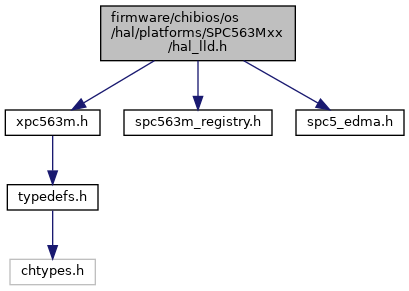 firmware/chibios/os
/hal/platforms/SPC563Mxx
/hal_lld.h
xpc563m.h
spc563m_registry.h
spc5_edma.h
typedefs.h
chtypes.h